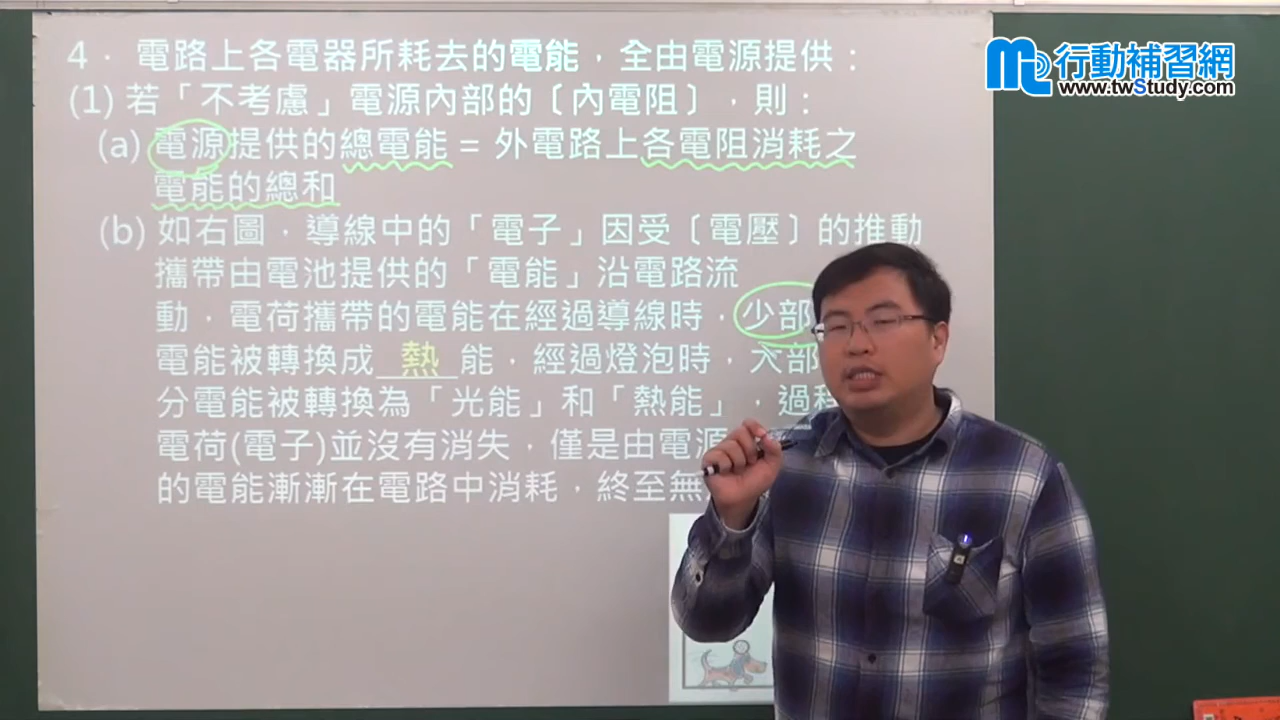 4． 電路上各電器所耗去的電能，全由電源提供：
(1) 若「不考慮」電源內部的〔內電阻〕，則：
(a) 電源提供的總電能 = 外電路上各電阻消耗之
電能的總和
(b) 如右圖，導線中的「電子」因受〔電壓〕的推動
攜帶由電池提供的「電能」沿電路流
動，電荷攜帶的電能在經過導線時，少部
電能被轉換成 熱 能，經過燈泡時，大部
分電能被轉換為「光能」和「熱能」，過程
電荷(電子)並沒有消失，僅是由電源
的電能漸漸在電路中消耗，終至無
行動補習網
www.twStudy.com